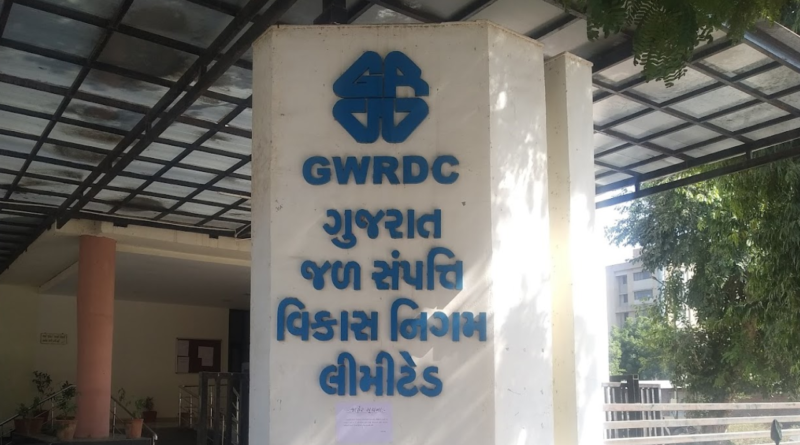 GWRDC
ગુજરાત
જળ સંપત્તિ
વિકાસ નિગમ
લીમીટેડ